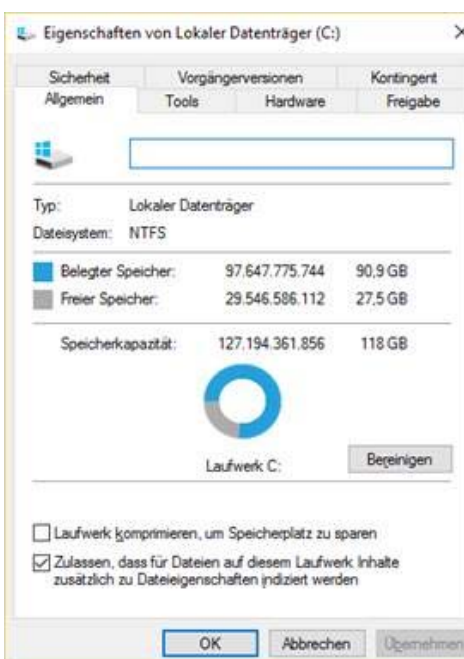 Eigenschaften von Lokaler Datenträger (C:)
Sicherheit Vorgängerversionen Kontingent
Allgemein Tools Hardware Freigabe
Typ: Lokaler Datenträger
Dateisystem: NTFS
Belegter Speicher: 97.647.775.744 90,9 GB
Freier Speicher: 29.546.586.112 27,5 GB
Speicherkapazität: 127.194.361.856 118 GB
Laufwerk C: Bereinigen
Laufwerk komprimieren, um Speicherplatz zu sparen
Zulassen, dass für Dateien auf diesem Laufwerk Inhalte
zusätzlich zu Dateieigenschaften indiziert werden
OK Abbrechen Übernehmen